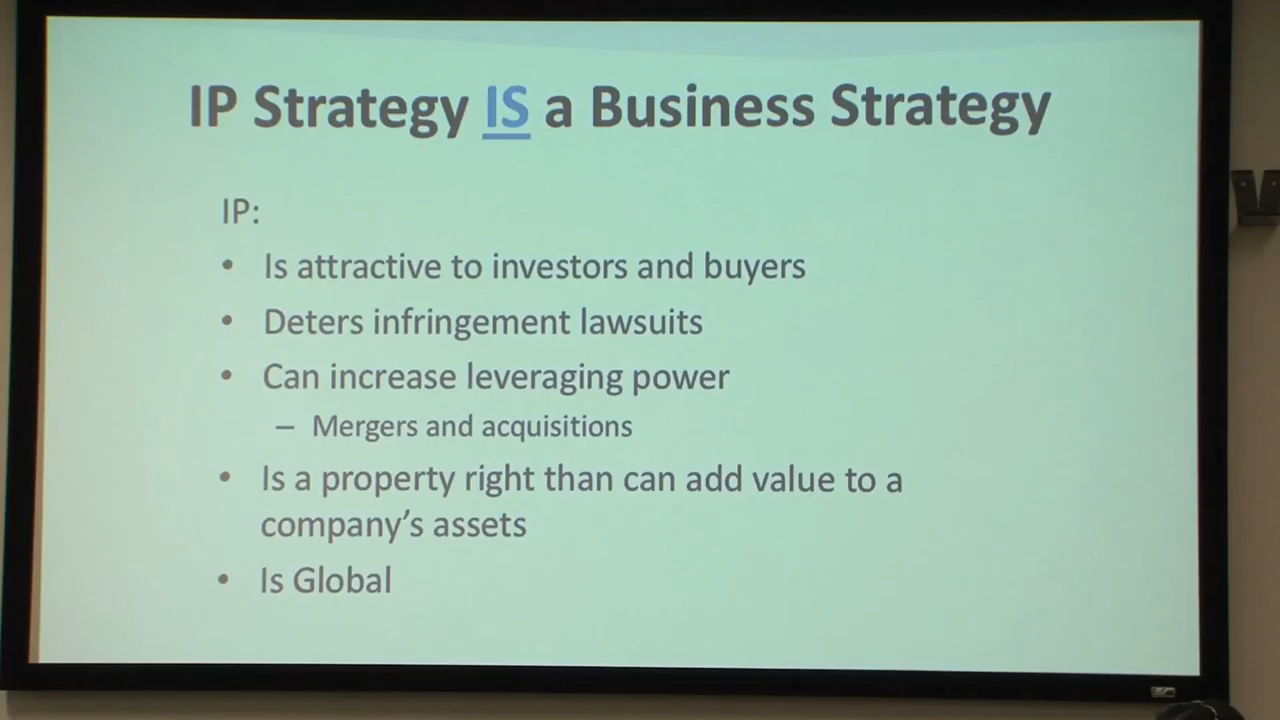 IP Strategy IS a Business Strategy
IP:
• Is attractive to investors and buyers
• Deters infringement lawsuits
• Can increase leveraging power
– Mergers and acquisitions
• Is a property right than can add value to a
company's assets
• Is Global